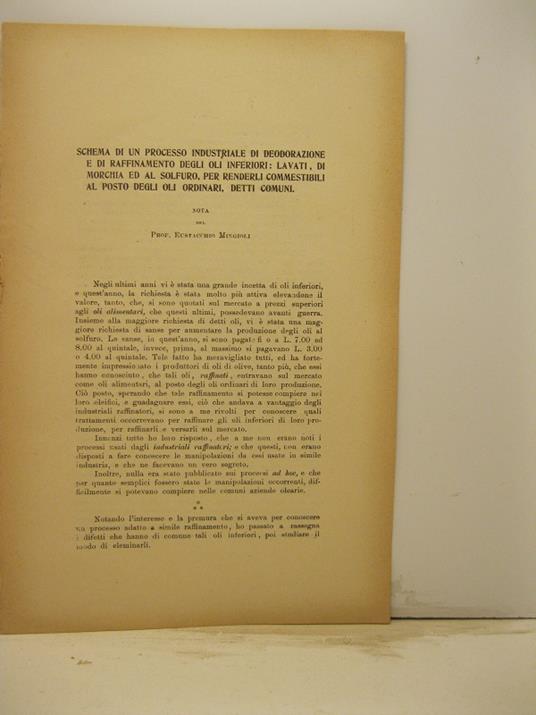 SCHEMA DI UN PROCESSO INDUSTRIALE DI DEODORAZIONE
E DI RAFFINAMENTO DEGLI OLI INFERIORI: LAVATI, DI
MORCHIA ED AL SOLFURO, PER RENDERLI COMMESTIBILI
AL POSTO DEGLI OLI ORDINARI, DETTI COMUNI.
NOTA
DEL
PROF. EUSTACCHIO MINGIOLI
Negli ultimi anni vi è stata una grande incetta di oli inferiori,
e quest'anno, la richiesta è stata molto più attiva elevandone il
valore, tanto, che, si sono quotati sul mercato a prezzi superiori
agli oli alimentari, che questi ultimi, possedevano avanti guerra.
Insieme alla maggiore richiesta di detti oli, vi è stata una mag-
giore richiesta di sanse per aumentare la produzione degli oli al
solfuro. Le sanse, in quest'anno, si sono pagate fi o a L. 7.00 ed
8.00 al quintale, invece, prima, al massimo si pagavano L. 3.00
o 4.00 al quintale. Tale fatto ha meravigliato tutti, ed ha forte-
mente impressionato i produttori di oli di olive, tanto più, che essi
hanno conosciuto, che tali oli, raffinati, entravano sul mercato
come oli alimentari, al posto degli oli ordinari di loro produzione.
Ciò posto, sperando che tale raffinamento si potesse compiere nei
loro oleifici, e guadagnare essi, ciò che andava a vantaggio degli
industriali raffinatori, si sono a me rivolti per conoscere quali
trattamenti occorrevano per raffinare gli oli inferiori di loro pro-
duzione, per raffinarli e versarli sul mercato.
Innanzi tutto ho loro risposto, che a me non erano noti i
processi usati dagli industriali raffinatori; e che questi, non erano
disposti a fare conoscere le manipolazioni da essi usate in simile
industria, e che ne facevano un vero segreto.
Inoltre, nulla era stato pubblicato sui processi ad hoc, e che
per quante semplici fossero state le manipolazioni occorrenti, dif-
ficilmente si potevano compiere nelle comuni aziende olearie.
*
* *
Notando l'interesse e la premura che si aveva per conoscere
un processo adatto a simile raffinamento, ho passato a rassegna
i difetti che hanno di comune tali oli inferiori, poi studiare il
modo di eleminarli.